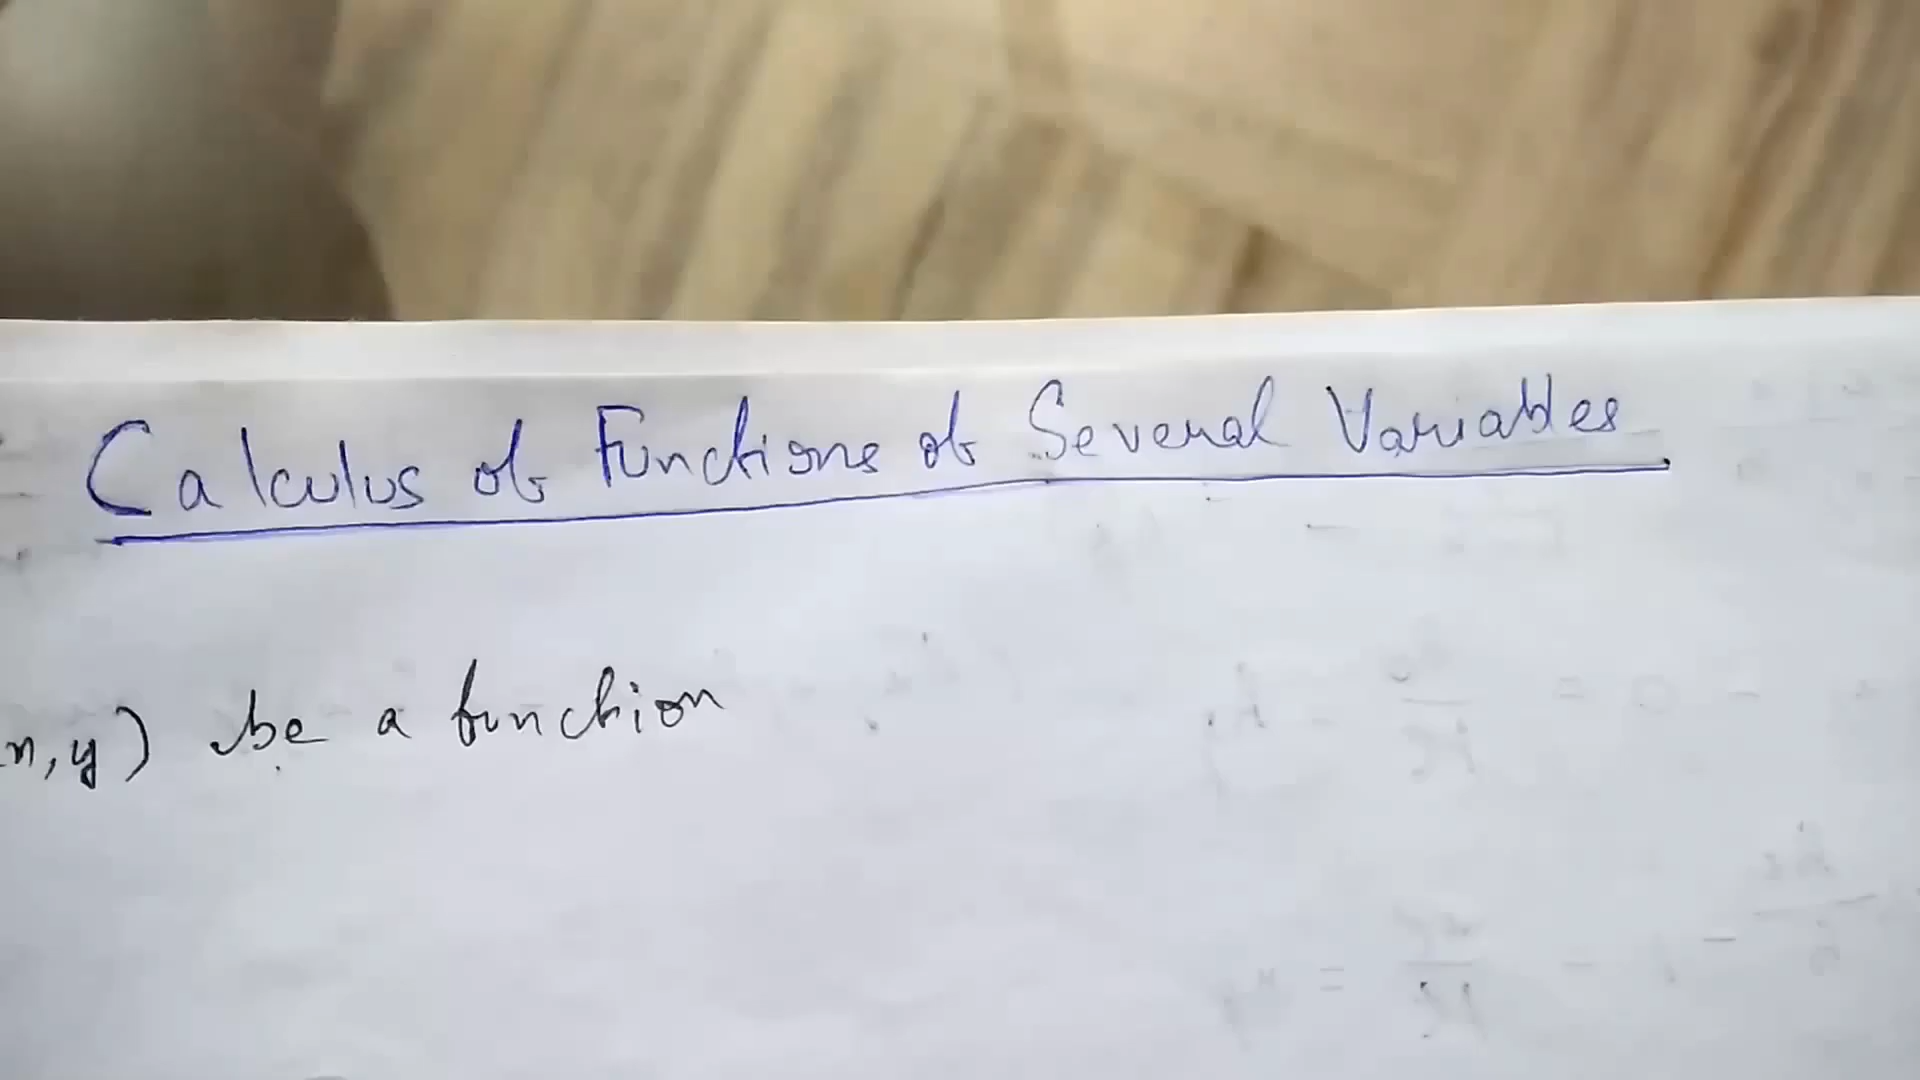 Calculus of Functions of Several Variables
x, y) be a function